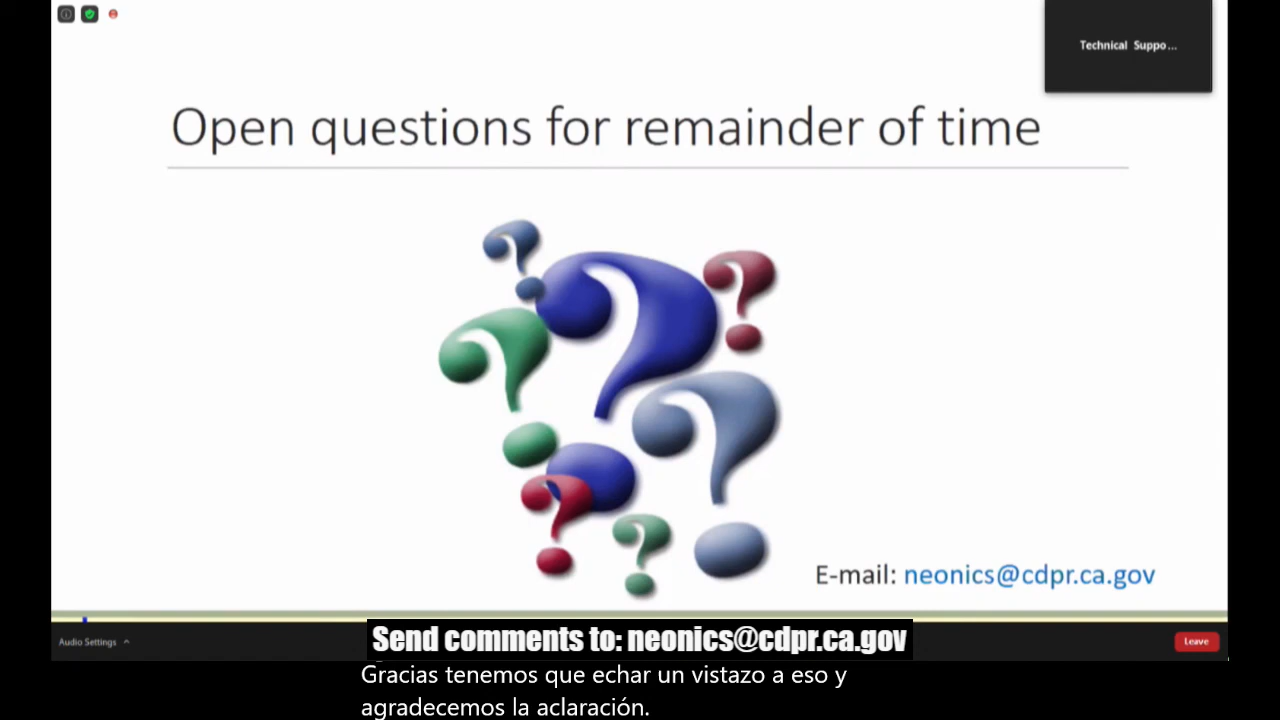 Technical Suppo...
Open questions for remainder of time
E-mail: neonics@cdpr.ca.gov
Audio Settings
Leave
Send comments to: neonics@cdpr.ca.gov
Gracias tenemos que echar un vistazo a eso y
agradecemos la aclaración.